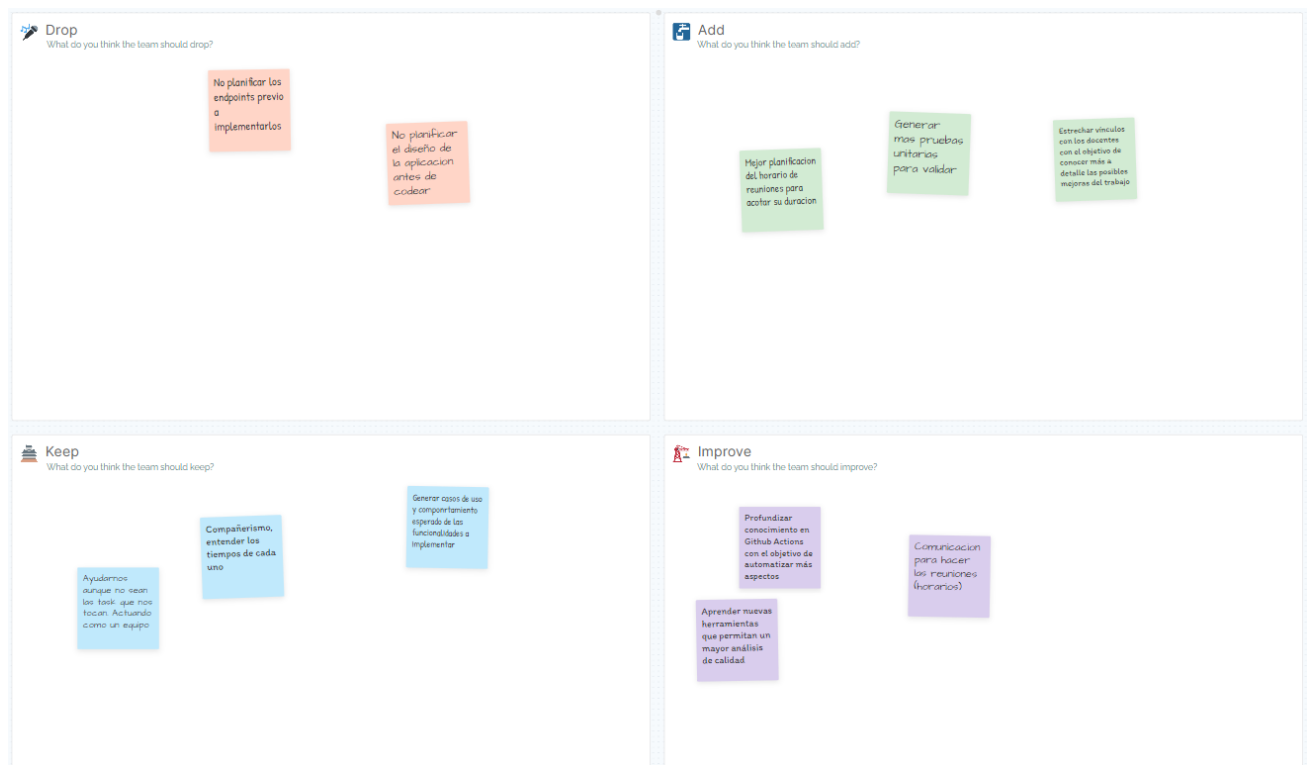 Drop
What do you think the team should drop?
No planificar los
endpoints previo
a
implementarlos
No planificar
el diseño de
la aplicacion
antes de
codear
Add
What do you think the team should add?
Mejor planificacion
del horario de
reuniones para
acotar su duracion
Generar
mas pruebas
unitarias
para validar
Estrechar vínculos
con los docentes
con el objetivo de
conocer más a
detalle las posibles
mejoras del trabajo
Keep
What do you think the team should keep?
Ayudarnos
aunque no sean
las task que nos
tocan. Actuando
como un equipo
Compañerismo,
entender los
tiempos de cada
uno
Generar casos de uso
y comporntamiento
esperado de las
funcionalidades a
implementar
Improve
What do you think the team should improve?
Profundizar
conocimiento en
Github Actions
con el objetivo de
automatizar más
aspectos
Aprender nuevas
herramientas
que permitan un
mayor análisis
de calidad
Comunicacion
para hacer
las reuniones
(horarios)